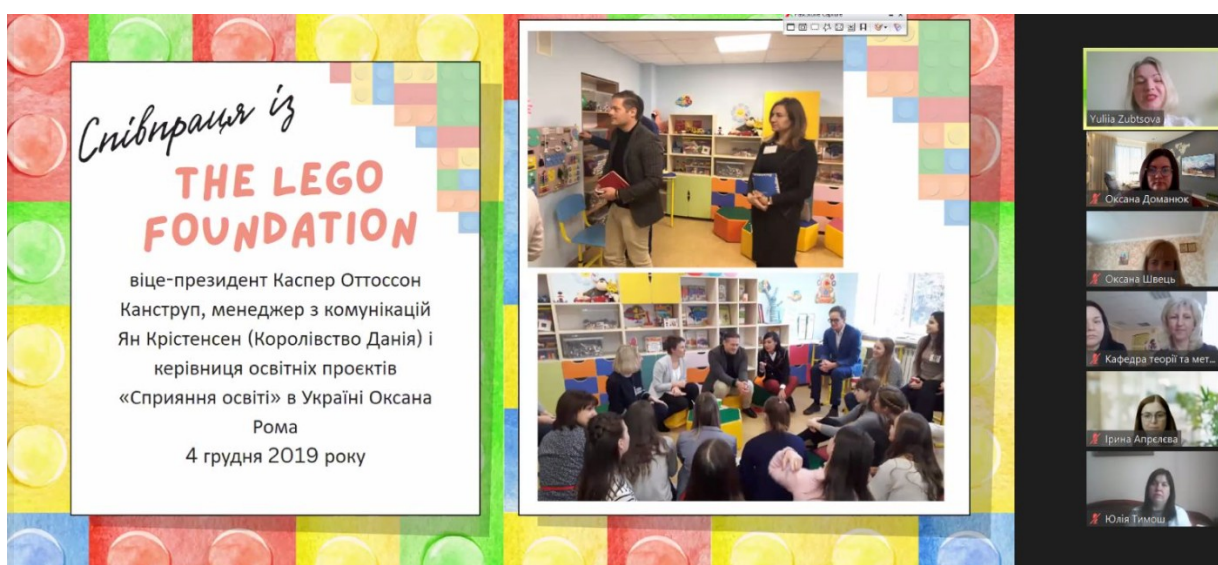 Співпраця із
THE LEGO
FOUNDATION
віце-президент Каспер Оттоссон
Канструп, менеджер з комунікацій
Ян Крістенсен (Королівство Данія) і
керівниця освітніх проєктів
«Сприяння освіті» в Україні Оксана
Рома
4 грудня 2019 року
Yuliia Zubtsova
Оксана Доманюк
Оксана Швець
Кафедра теорії та мет...
Ірина Апрєлєва
Юлія Тимош